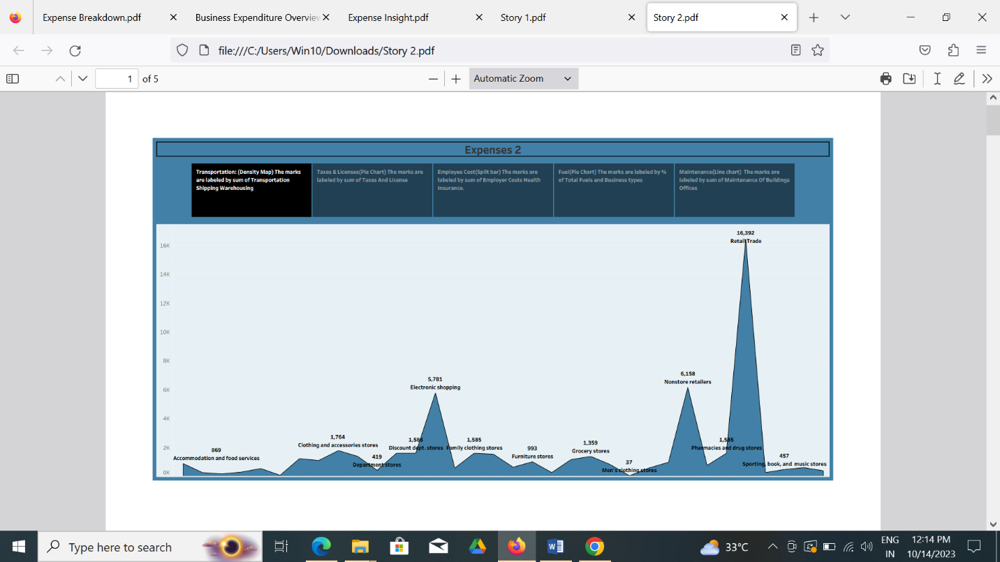 Expense Breakdown.pdf
Business Expenditure Overview
Expense Insight.pdf
Story 1.pdf
Story 2.pdf
file:///C:/Users/Win10/Downloads/Story 2.pdf
1 of 5
Automatic Zoom
Expenses 2
Transportation: (Density Map) The marks
are labeled by sum of Transportation
Shipping Warehousing
Taxes & Licenses(Pie Chart) The marks are
labeled by sum of Taxes And License
Employee Cost(Split bar) The marks are
labeled by sum of Employer Costs Health
Insurance.
Fuel(Pie Chart) The marks are labeled by %
of Total Fuels and Business types
Maintenance(Line chart) The marks are
labeled by sum of Maintenance Of Buildings
Offices
16K
14K
12K
10K
8K
6K
4K
2K
0K
869
Accommodation and food services
1,764
Clothing and accessories stores
419
Department stores
1,585
Discount dept. stores
5,781
Electronic shopping
1,585
Family clothing stores
993
Furniture stores
1,359
Grocery stores
37
Men's clothing stores
6,158
Nonstore retailers
1,585
Pharmacies and drug stores
16,392
Retail Trade
457
Sporting, book, and music stores
Type here to search
33°C
ENG
IN
12:14 PM
10/14/2023